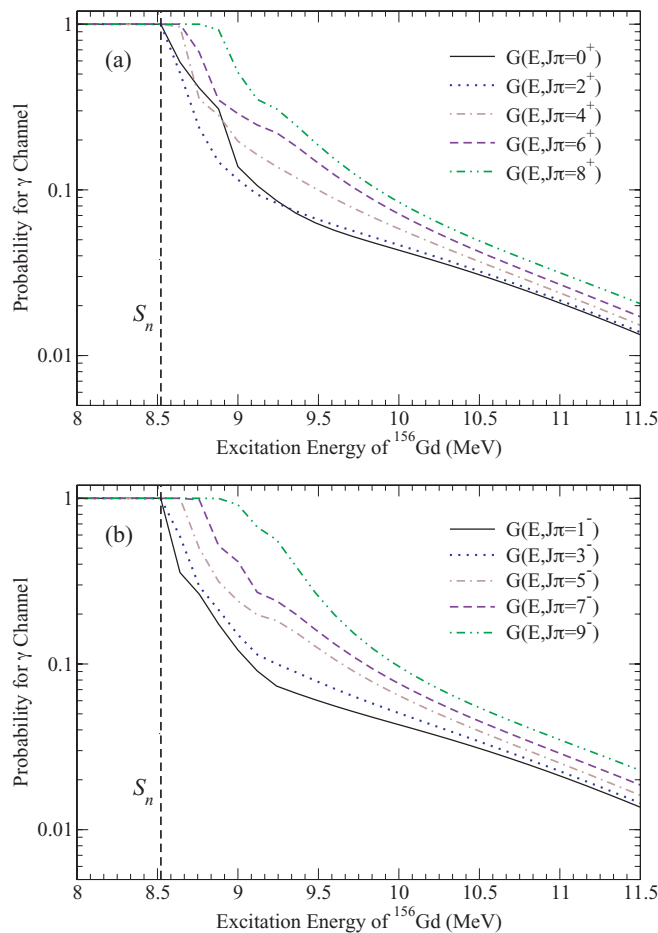 1
(a)
G(E,Jπ=0⁺)
G(E,Jπ=2⁺)
G(E,Jπ=4⁺)
G(E,Jπ=6⁺)
G(E,Jπ=8⁺)
Probability for γ Channel
0.1
Sₙ
0.01
8 8.5 9 9.5 10 10.5 11 11.5
Excitation Energy of ¹⁵⁶Gd (MeV)
1
(b)
G(E,Jπ=1⁻)
G(E,Jπ=3⁻)
G(E,Jπ=5⁻)
G(E,Jπ=7⁻)
G(E,Jπ=9⁻)
Probability for γ Channel
0.1
Sₙ
0.01
8 8.5 9 9.5 10 10.5 11 11.5
Excitation Energy of ¹⁵⁶Gd (MeV)